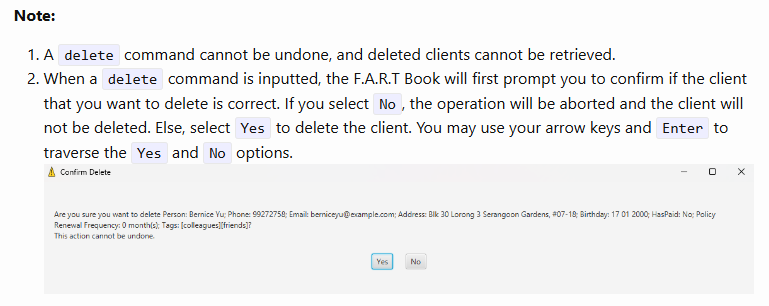 Note:
1. A delete command cannot be undone, and deleted clients cannot be retrieved.
2. When a delete command is inputted, the F.A.R.T Book will first prompt you to confirm if the client
that you want to delete is correct. If you select No, the operation will be aborted and the client will
not be deleted. Else, select Yes to delete the client. You may use your arrow keys and Enter to
traverse the Yes and No options.
Confirm Delete
Are you sure you want to delete Person: Bernice Yu; Phone: 99272758; Email: berniceyu@example.com; Address: Blk 30 Lorong 3 Serangoon Gardens, #07-18; Birthday: 17 01 2000; HasPaid: No; Policy
Renewal Frequency: 0 month(s); Tags: [colleagues][friends]?
This action cannot be undone.
Yes No